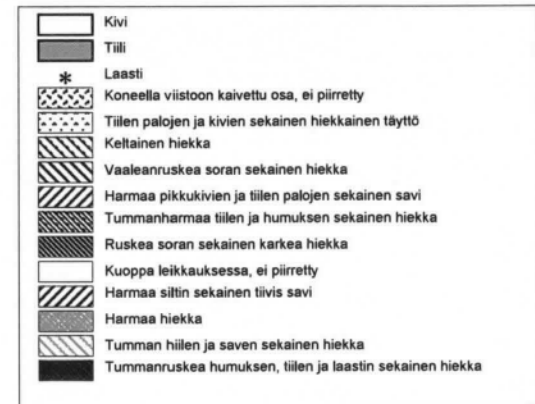 Kivi
Tiili
* Laasti
Koneella viistoon kaivettu osa, ei piirretty
Tiilen palojen ja kivien sekainen hiekkainen täyttö
Keltainen hiekka
Vaaleanruskea soran sekainen hiekka
Harmaa pikkukivien ja tiilen palojen sekainen savi
Tummanharmaa tiilen ja humuksen sekainen hiekka
Ruskea soran sekainen karkea hiekka
Kuoppa leikkauksessa, ei piirretty
Harmaa siltin sekainen tiivis savi
Harmaa hiekka
Tumman hiilen ja saven sekainen hiekka
Tummanruskea humuksen, tiilen ja laastin sekainen hiekka